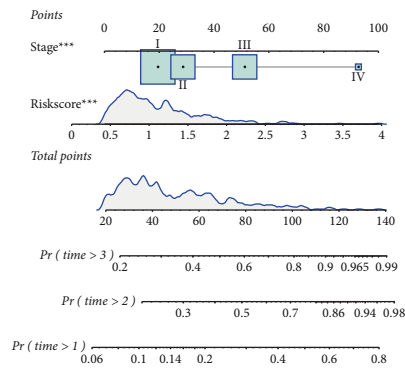 Points
0 20 40 60 80 100
I III
Stage***
II IV
Riskscore***
0 0.5 1 1.5 2 2.5 3 3.5 4
Total points
20 40 60 80 100 120 140
Pr ( time > 3 )
0.2 0.4 0.6 0.8 0.9 0.965 0.99
Pr ( time > 2 )
0.3 0.5 0.7 0.86 0.94 0.98
Pr ( time > 1 )
0.06 0.1 0.14 0.2 0.4 0.6 0.8